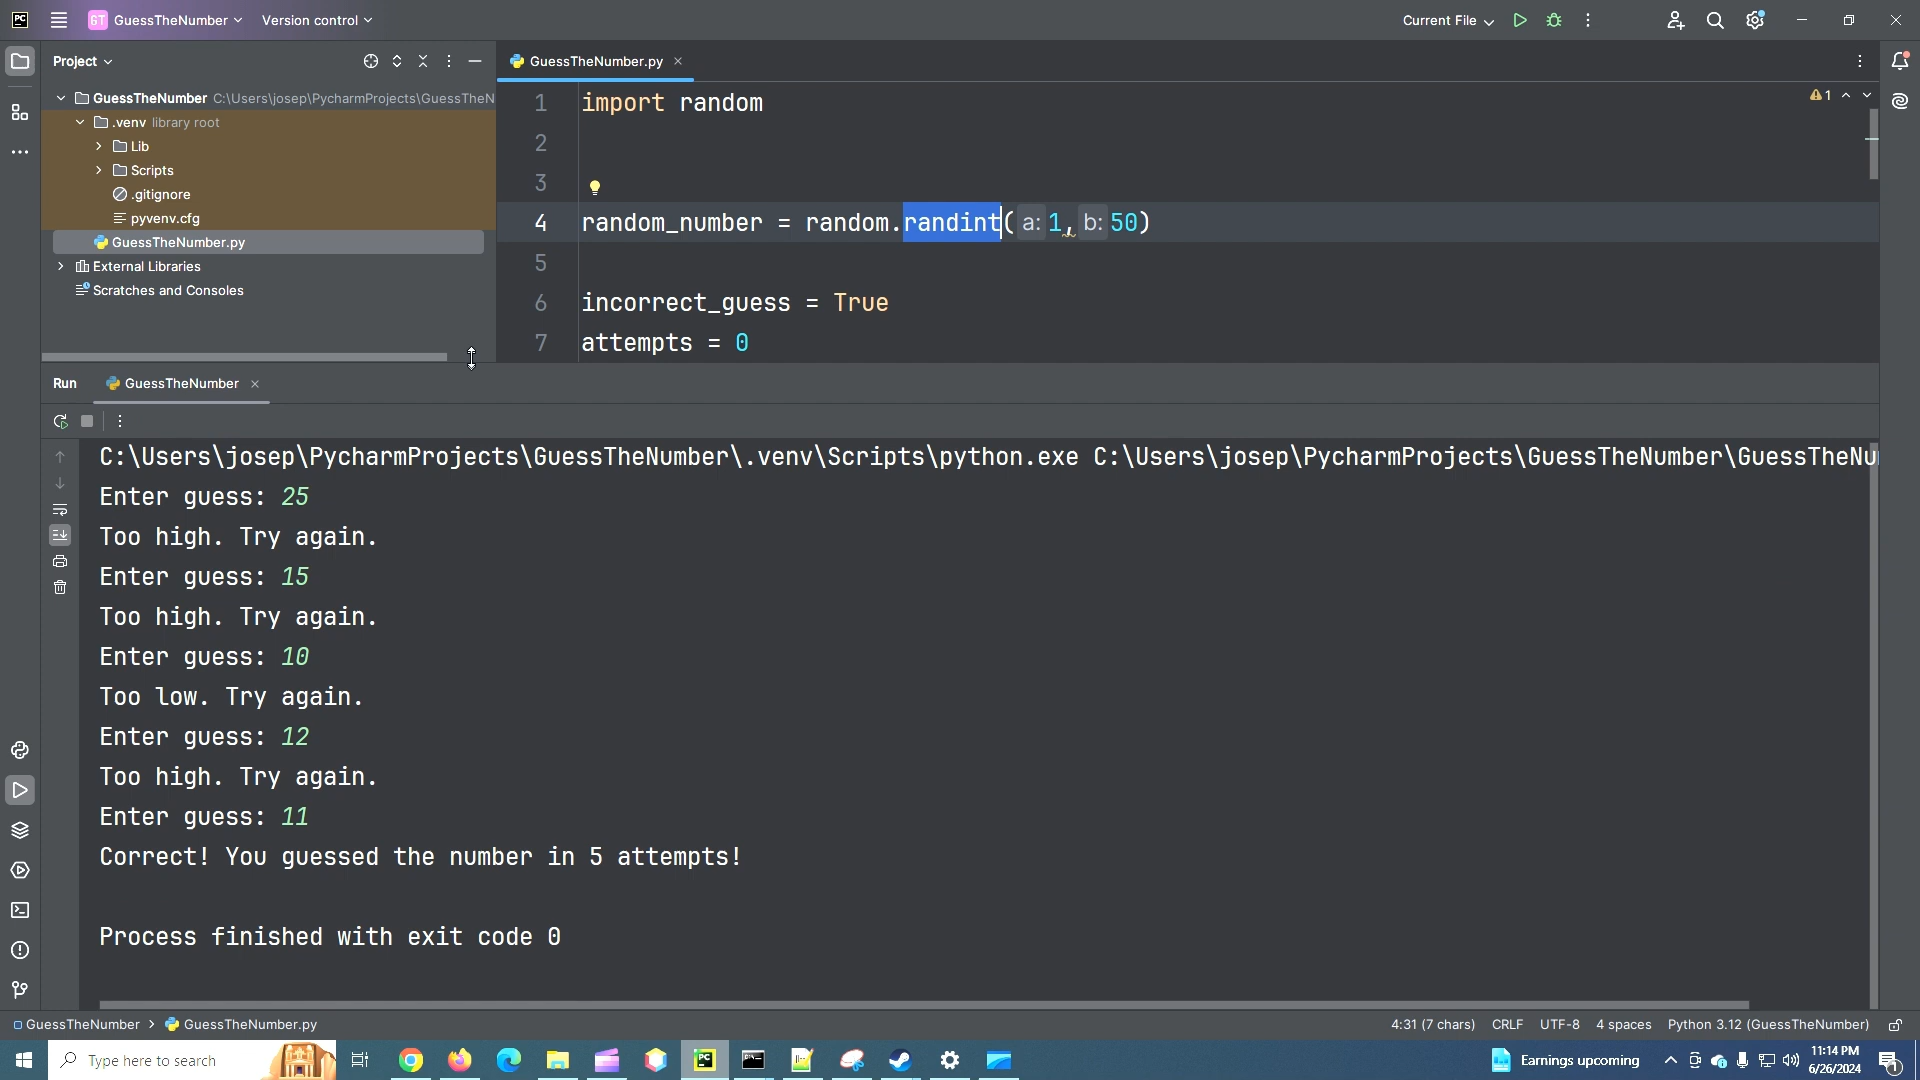 PC GT GuessTheNumber Version control Current File
Project
GuessTheNumber C:\Users\josep\PycharmProjects\GuessTheN
.venv library root
Lib
Scripts
.gitignore
pyvenv.cfg
GuessTheNumber.py
External Libraries
Scratches and Consoles
GuessTheNumber.py
1
1 import random
2
3
4 random_number = random.randint( a: 1, b: 50)
5
6 incorrect_guess = True
7 attempts = 0
Run GuessTheNumber
C:\Users\josep\PycharmProjects\GuessTheNumber\.venv\Scripts\python.exe C:\Users\josep\PycharmProjects\GuessTheNumber\GuessTheNu
Enter guess: 25
Too high. Try again.
Enter guess: 15
Too high. Try again.
Enter guess: 10
Too low. Try again.
Enter guess: 12
Too high. Try again.
Enter guess: 11
Correct! You guessed the number in 5 attempts!
Process finished with exit code 0
GuessTheNumber > GuessTheNumber.py 4:31 (7 chars) CRLF UTF-8 4 spaces Python 3.12 (GuessTheNumber)
Type here to search PC Earnings upcoming 11:14 PM
6/26/2024 1